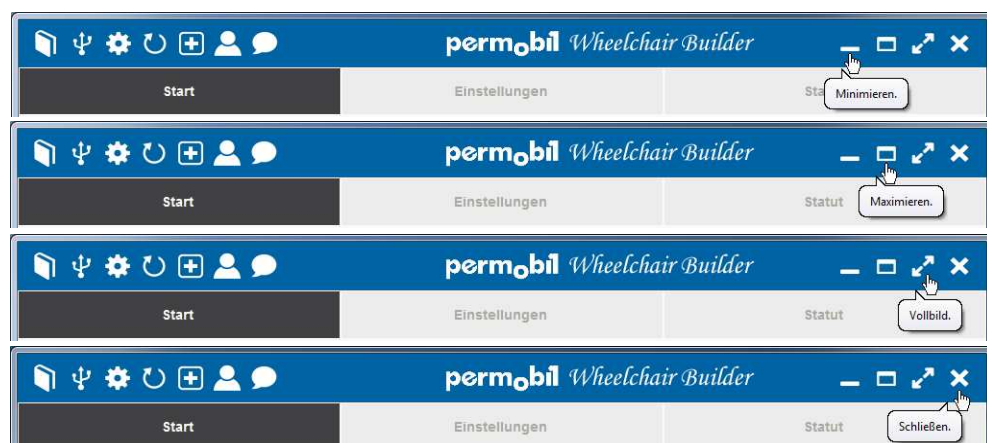 permobil Wheelchair Builder
Minimieren.
Start Einstellungen
permobil Wheelchair Builder
Start Einstellungen Statut Maximieren.
permobil Wheelchair Builder
Start Einstellungen Statut Vollbild.
permobil Wheelchair Builder
Start Einstellungen Statut Schließen.